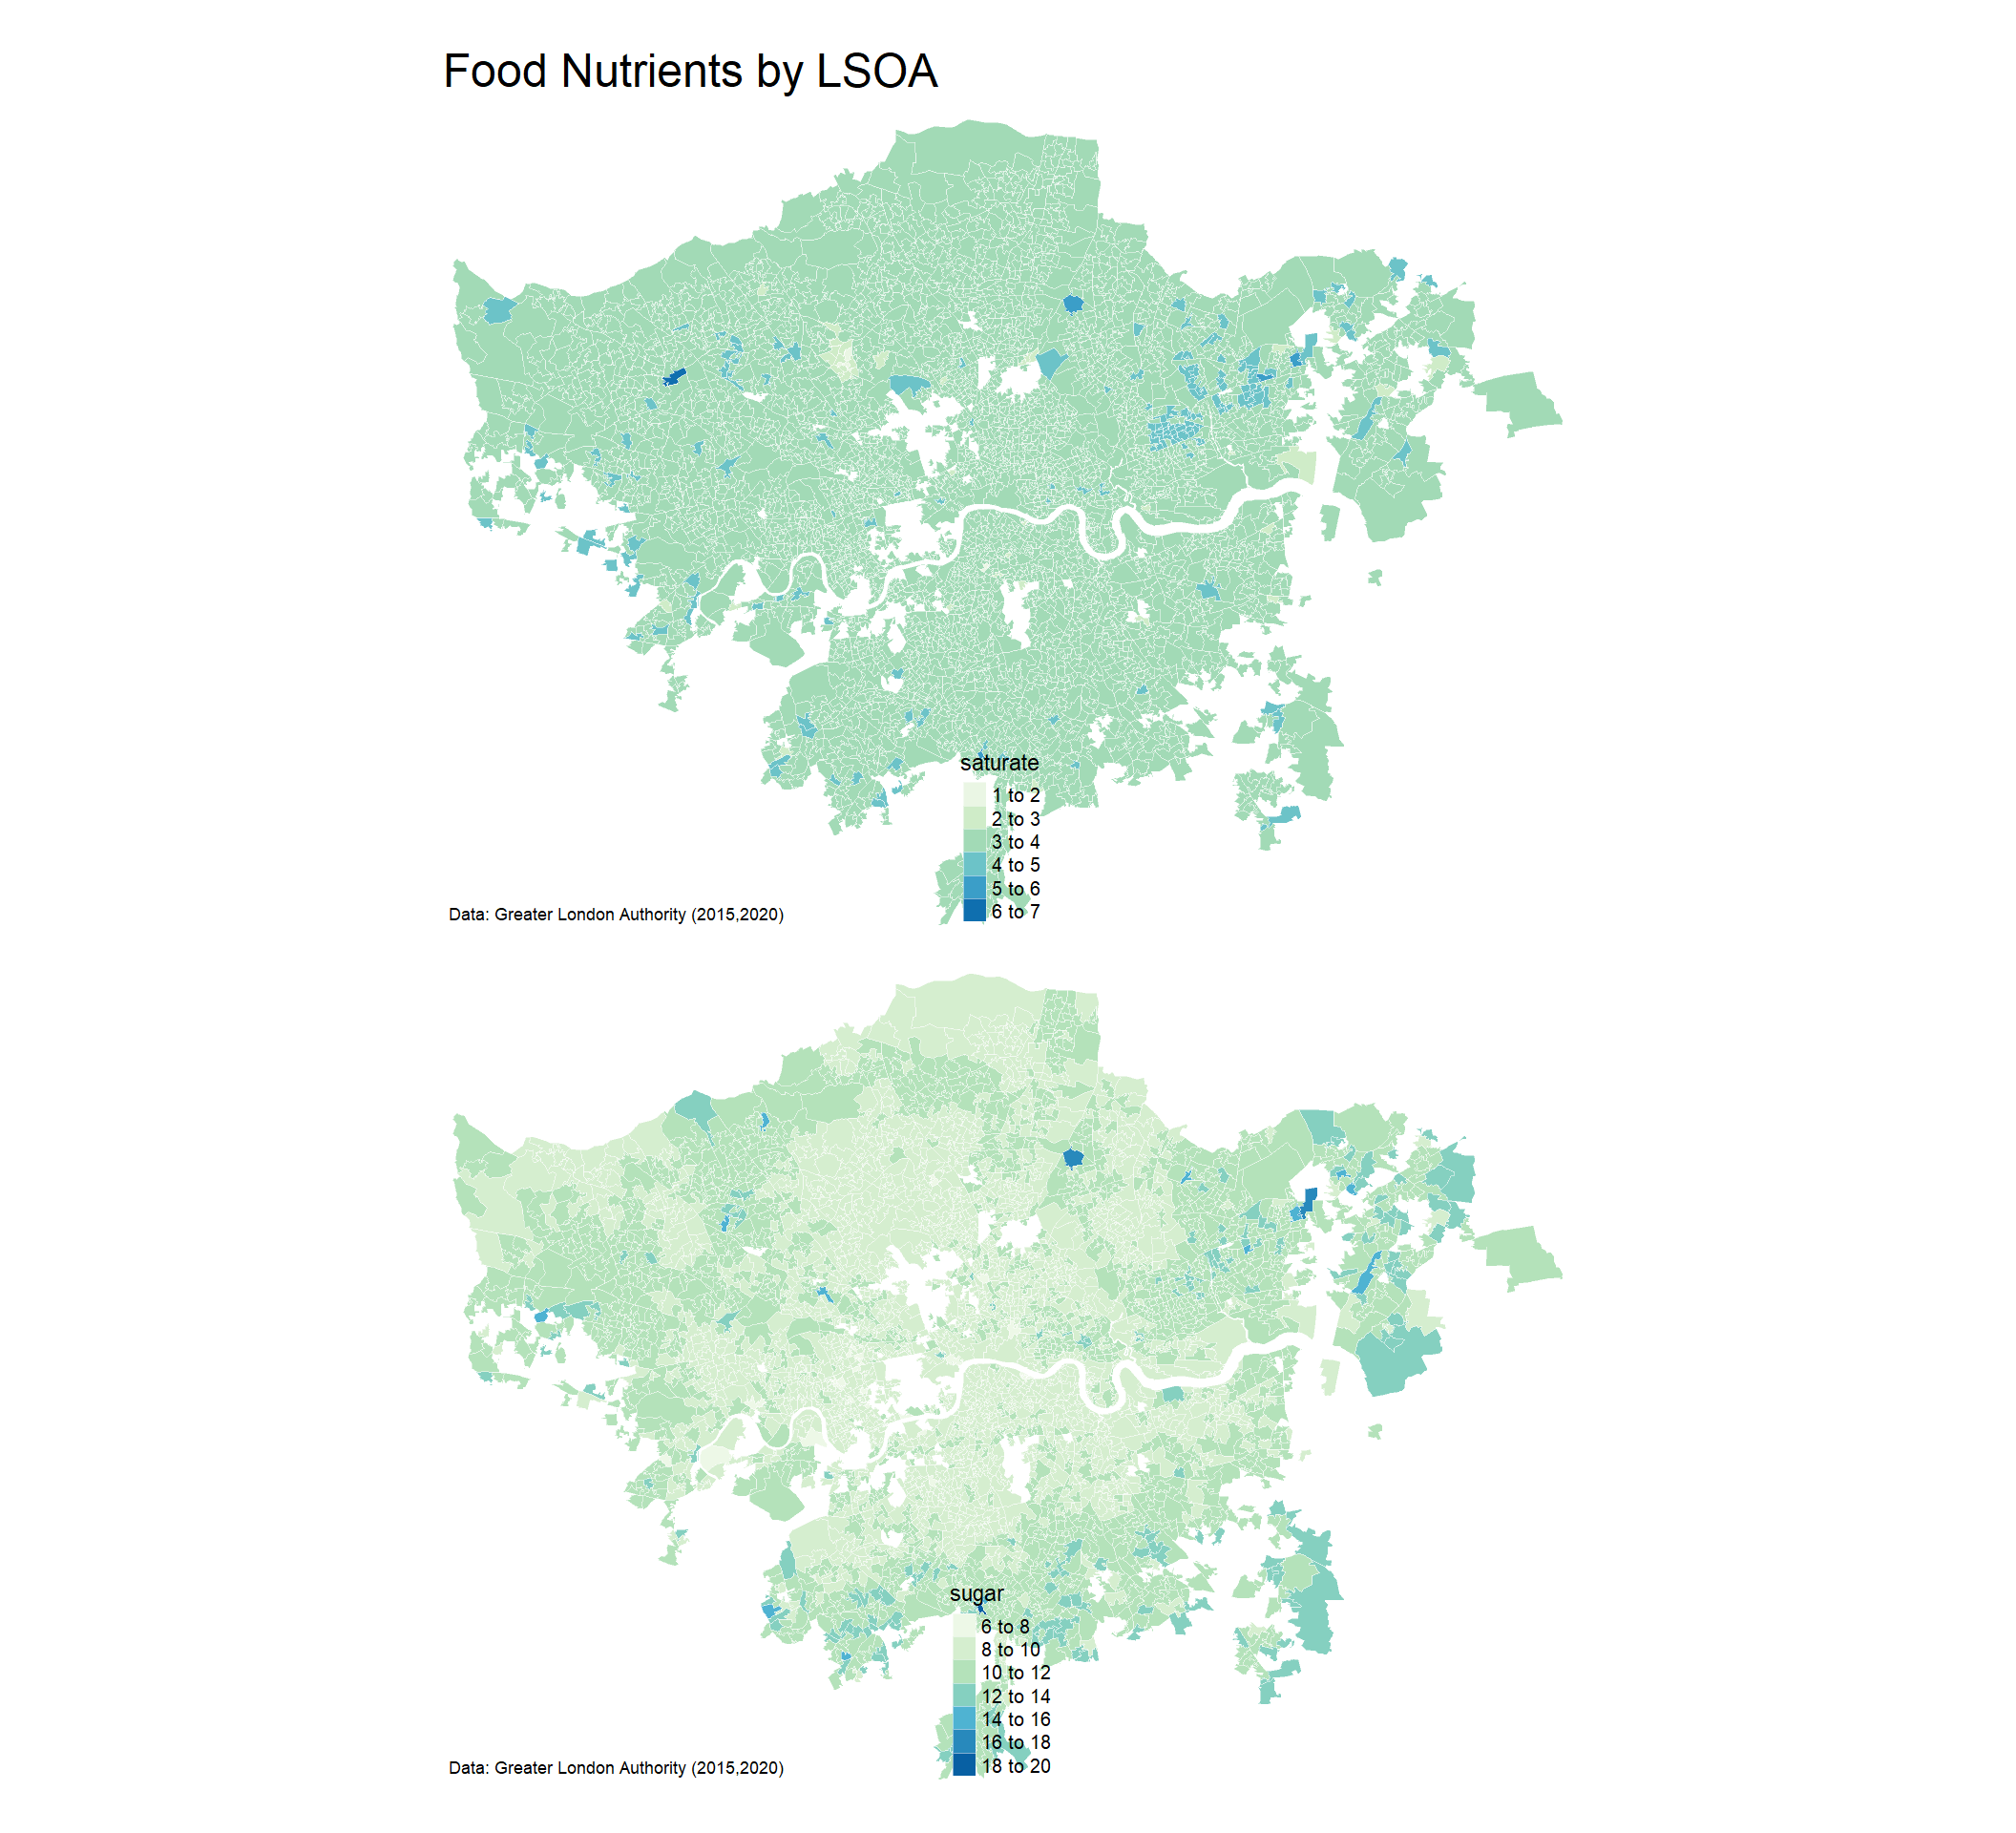 Food Nutrients by LSOA
saturate
1 to 2
2 to 3
3 to 4
4 to 5
5 to 6
6 to 7
Data: Greater London Authority (2015,2020)
sugar
6 to 8
8 to 10
10 to 12
12 to 14
14 to 16
16 to 18
18 to 20
Data: Greater London Authority (2015,2020)